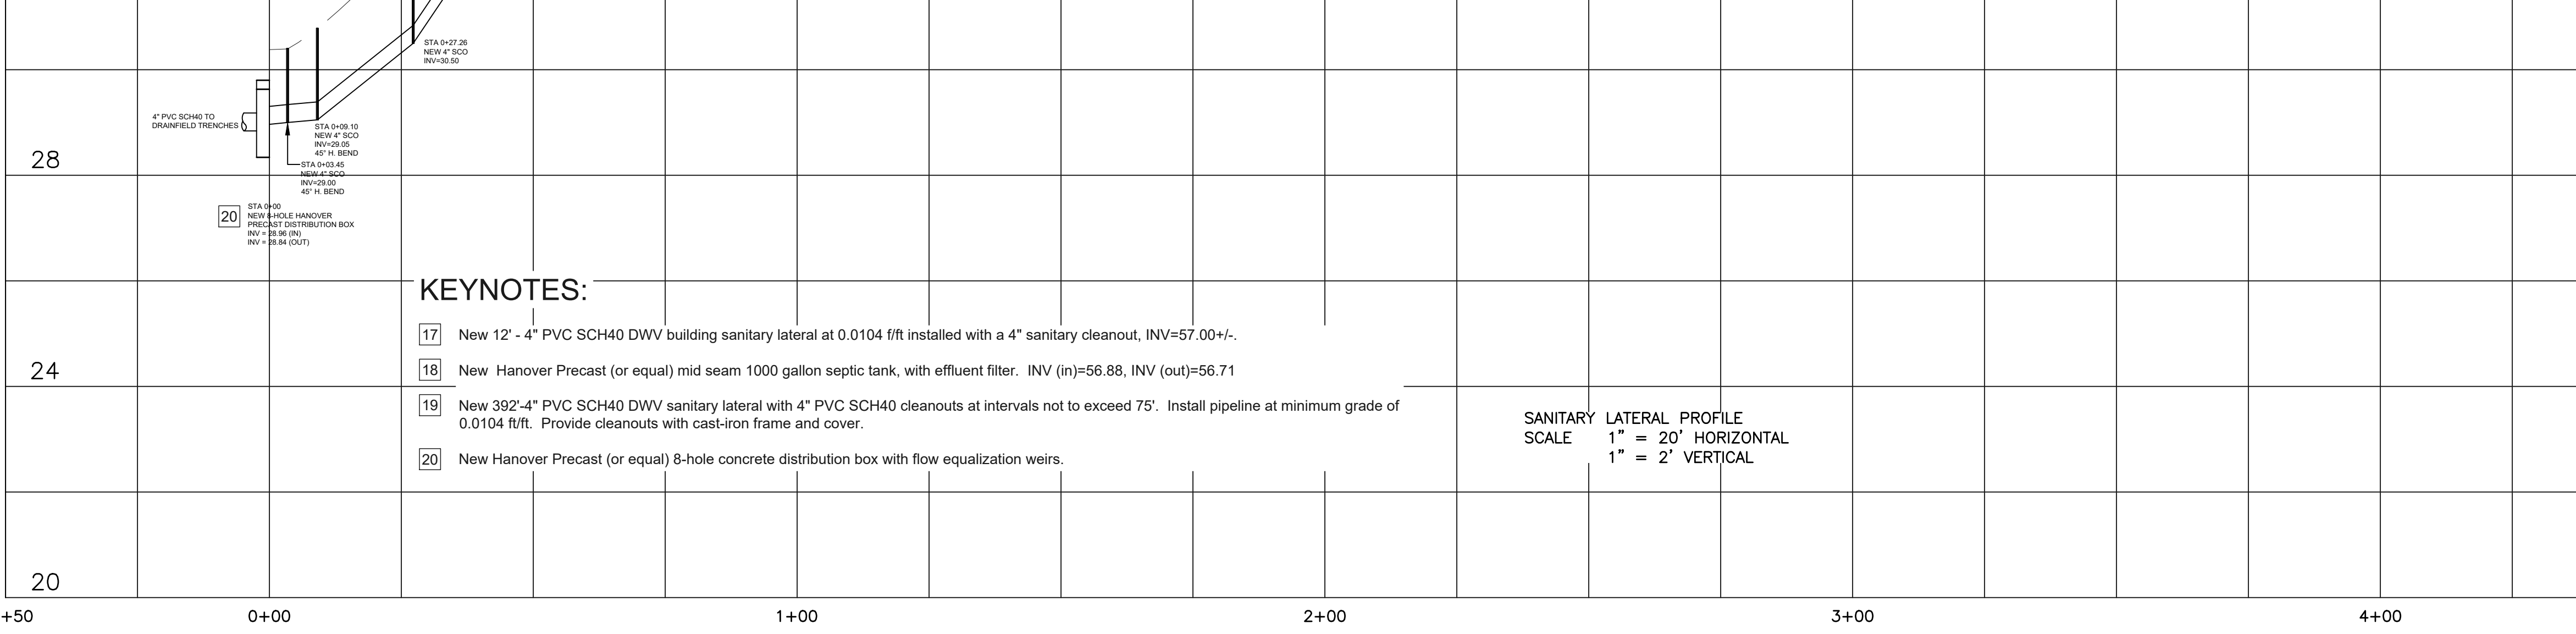 STA 0+27.26
NEW 4" SCO
INV=30.50
4" PVC SCH40 TO
DRAINFIELD TRENCHES
STA 0+09.10
NEW 4" SCO
INV=29.05
45° H. BEND
28
STA 0+03.45
NEW 4" SCO
INV=29.00
45° H. BEND
20
STA 0+00
NEW 8-HOLE HANOVER
PRECAST DISTRIBUTION BOX
INV = 28.96 (IN)
INV = 28.84 (OUT)
KEYNOTES:
17 New 12' - 4" PVC SCH40 DWV building sanitary lateral at 0.0104 f/ft installed with a 4" sanitary cleanout, INV=57.00+/-.
24
18 New  Hanover Precast (or equal) mid seam 1000 gallon septic tank, with effluent filter.  INV (in)=56.88, INV (out)=56.71
19 New 392'-4" PVC SCH40 DWV sanitary lateral with 4" PVC SCH40 cleanouts at intervals not to exceed 75'.  Install pipeline at minimum grade of
0.0104 ft/ft.  Provide cleanouts with cast-iron frame and cover.
20 New Hanover Precast (or equal) 8-hole concrete distribution box with flow equalization weirs.
SANITARY LATERAL PROFILE
SCALE 1" = 20' HORIZONTAL
1" = 2' VERTICAL
20
+50 0+00 1+00 2+00 3+00 4+00